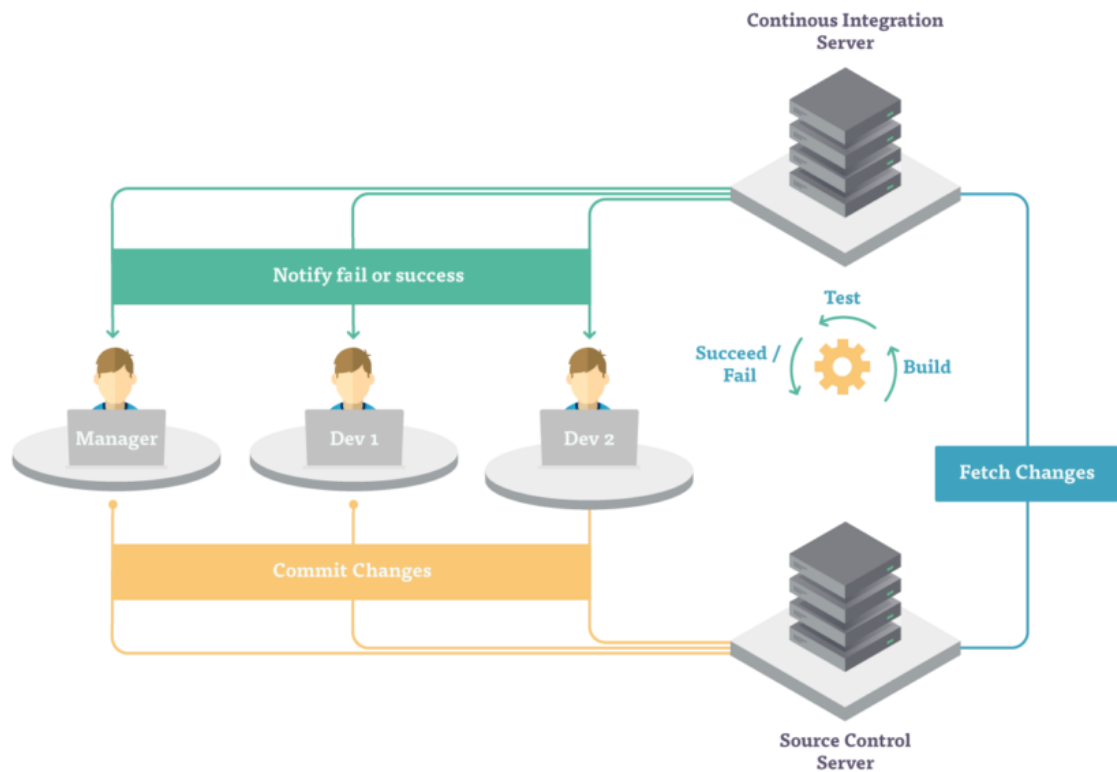 Continous Integration
Server
Notify fail or success
Test
Succeed /
Fail
Build
Manager
Dev 1
Dev 2
Fetch Changes
Commit Changes
Source Control
Server